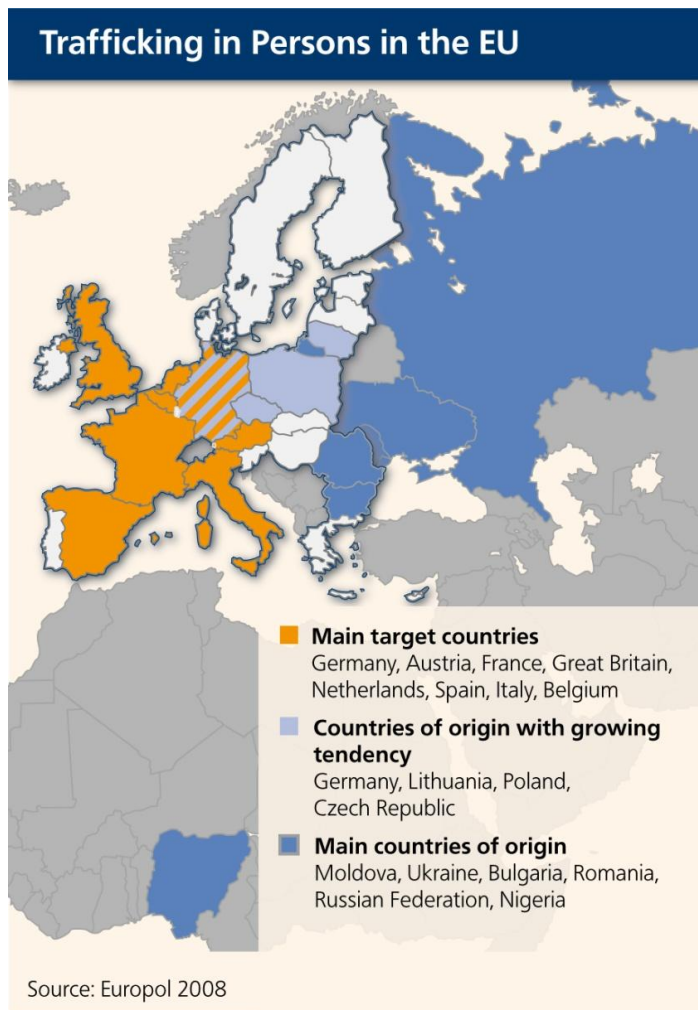 Trafficking in Persons in the EU
Main target countries
Germany, Austria, France, Great Britain,
Netherlands, Spain, Italy, Belgium
Countries of origin with growing
tendency
Germany, Lithuania, Poland,
Czech Republic
Main countries of origin
Moldova, Ukraine, Bulgaria, Romania,
Russian Federation, Nigeria
Source: Europol 2008